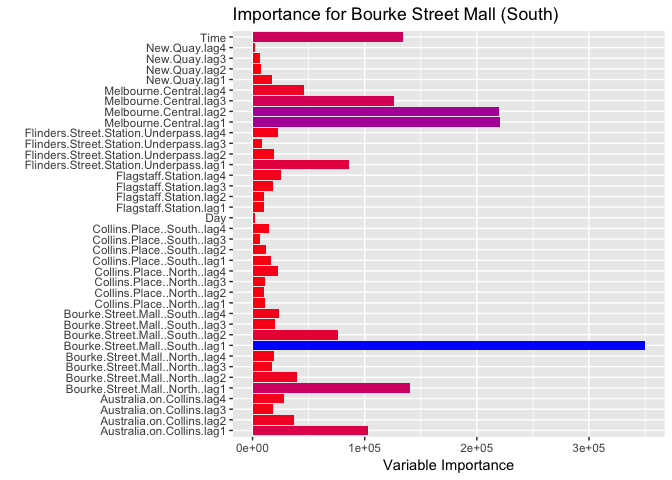 Importance for Bourke Street Mall (South)
Time
New.Quay.lag4
New.Quay.lag3
New.Quay.lag2
New.Quay.lag1
Melbourne.Central.lag4
Melbourne.Central.lag3
Melbourne.Central.lag2
Melbourne.Central.lag1
Flinders.Street.Station.Underpass.lag4
Flinders.Street.Station.Underpass.lag3
Flinders.Street.Station.Underpass.lag2
Flinders.Street.Station.Underpass.lag1
Flagstaff.Station.lag4
Flagstaff.Station.lag3
Flagstaff.Station.lag2
Flagstaff.Station.lag1
Day
Collins.Place..South..lag4
Collins.Place..South..lag3
Collins.Place..South..lag2
Collins.Place..South..lag1
Collins.Place..North..lag4
Collins.Place..North..lag3
Collins.Place..North..lag2
Collins.Place..North..lag1
Bourke.Street.Mall..South..lag4
Bourke.Street.Mall..South..lag3
Bourke.Street.Mall..South..lag2
Bourke.Street.Mall..South..lag1
Bourke.Street.Mall..North..lag4
Bourke.Street.Mall..North..lag3
Bourke.Street.Mall..North..lag2
Bourke.Street.Mall..North..lag1
Australia.on.Collins.lag4
Australia.on.Collins.lag3
Australia.on.Collins.lag2
Australia.on.Collins.lag1
0e+00 1e+05 2e+05 3e+05
Variable Importance